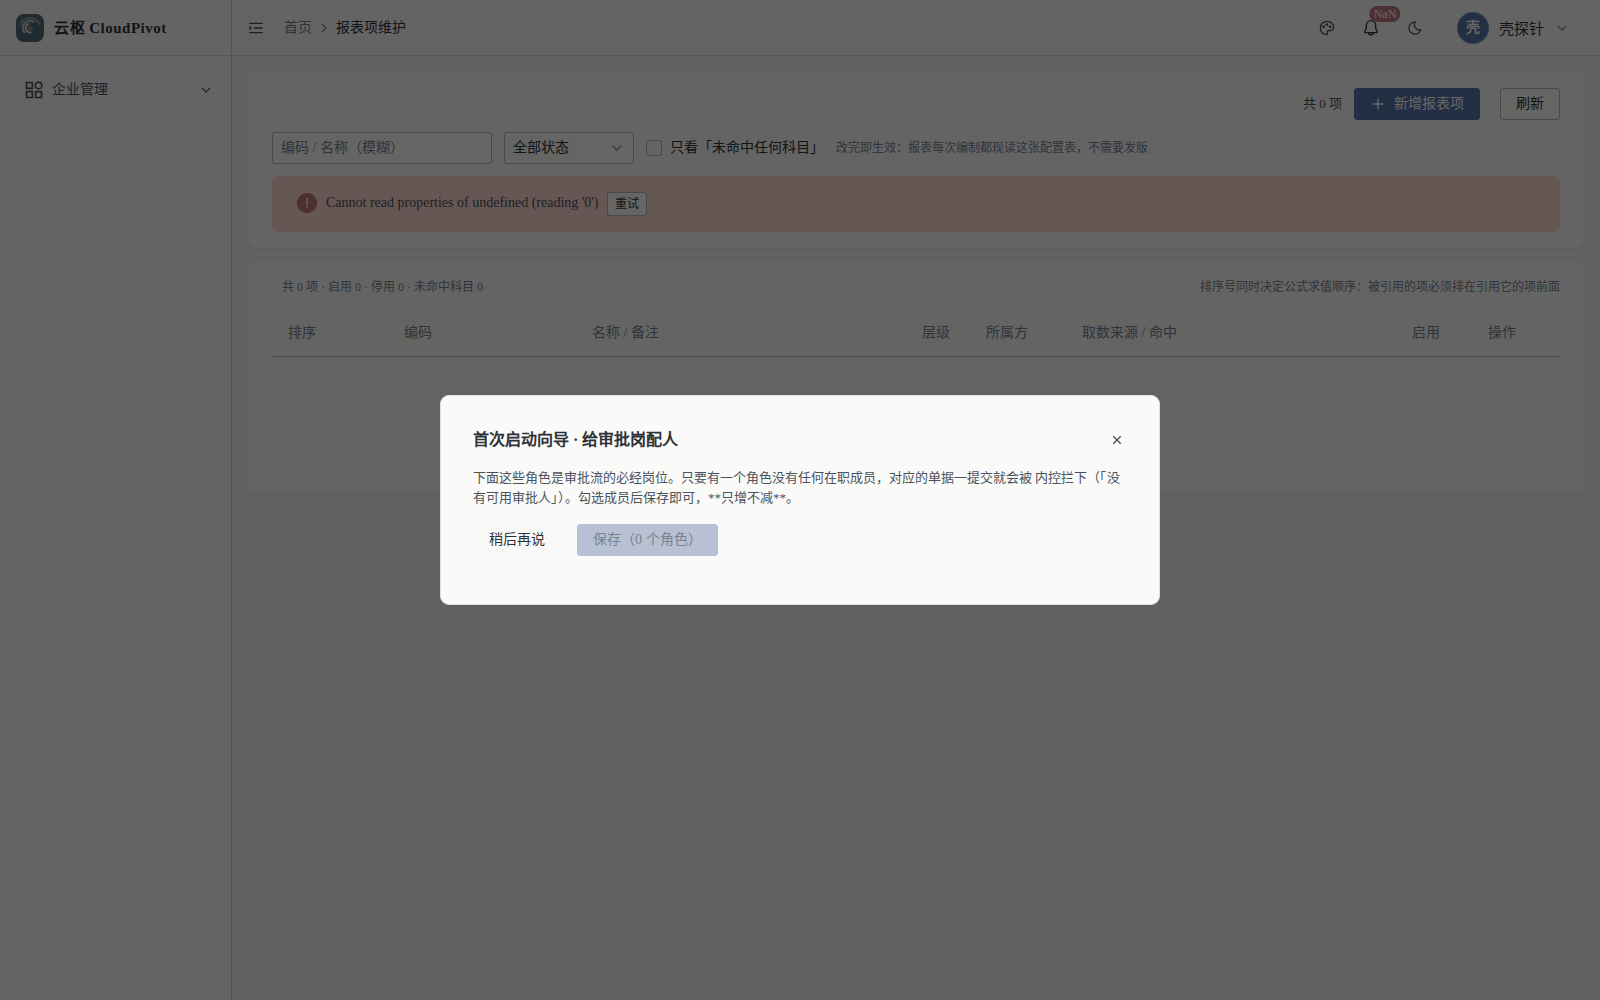 云枢 CloudPivot
首页 > 报表项维护
NaN
壳 壳探针
企业管理
共 0 项 + 新增报表项 刷新
编码 / 名称（模糊） 全部状态 只看「未命中任何科目」 改完即生效：报表每次编制都现读这张配置表，不需要发版
Cannot read properties of undefined (reading '0') 重试
共 0 项 · 启用 0 · 停用 0 · 未命中科目 0 排序号同时决定公式求值顺序：被引用的项必须排在引用它的项前面
排序 编码 名称 / 备注 层级 所属方 取数来源 / 命中 启用 操作
首次启动向导 · 给审批岗配人
下面这些角色是审批流的必经岗位。只要有一个角色没有任何在职成员，对应的单据一提交就会被 内控拦下（「没
有可用审批人」）。勾选成员后保存即可，**只增不减**。
稍后再说 保存（0 个角色）